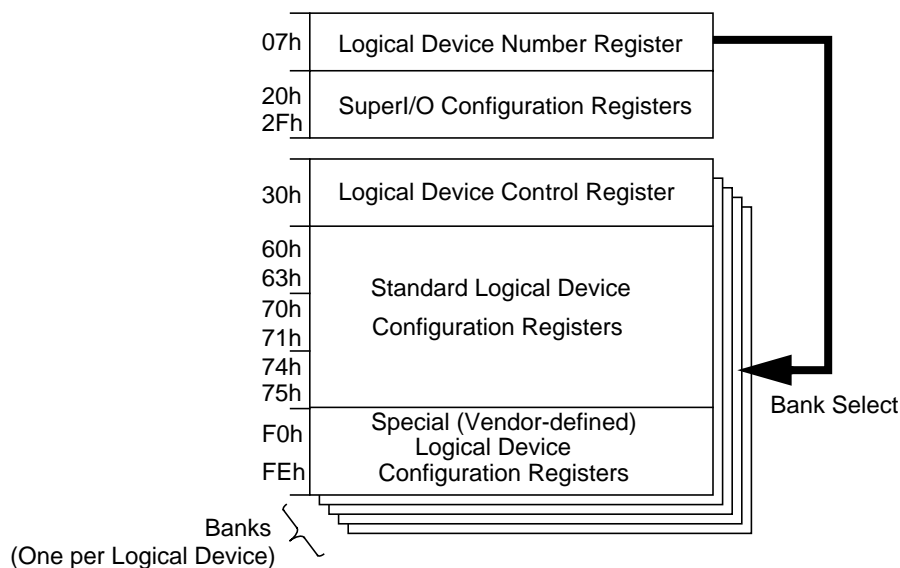 07h Logical Device Number Register
20h
SuperI/O Configuration Registers
2Fh
30h Logical Device Control Register
60h
63h
Standard Logical Device
70h
Configuration Registers
71h
74h
75h
Bank Select
Special (Vendor-defined)
F0h
Logical Device
FEh Configuration Registers
Banks
(One per Logical Device)